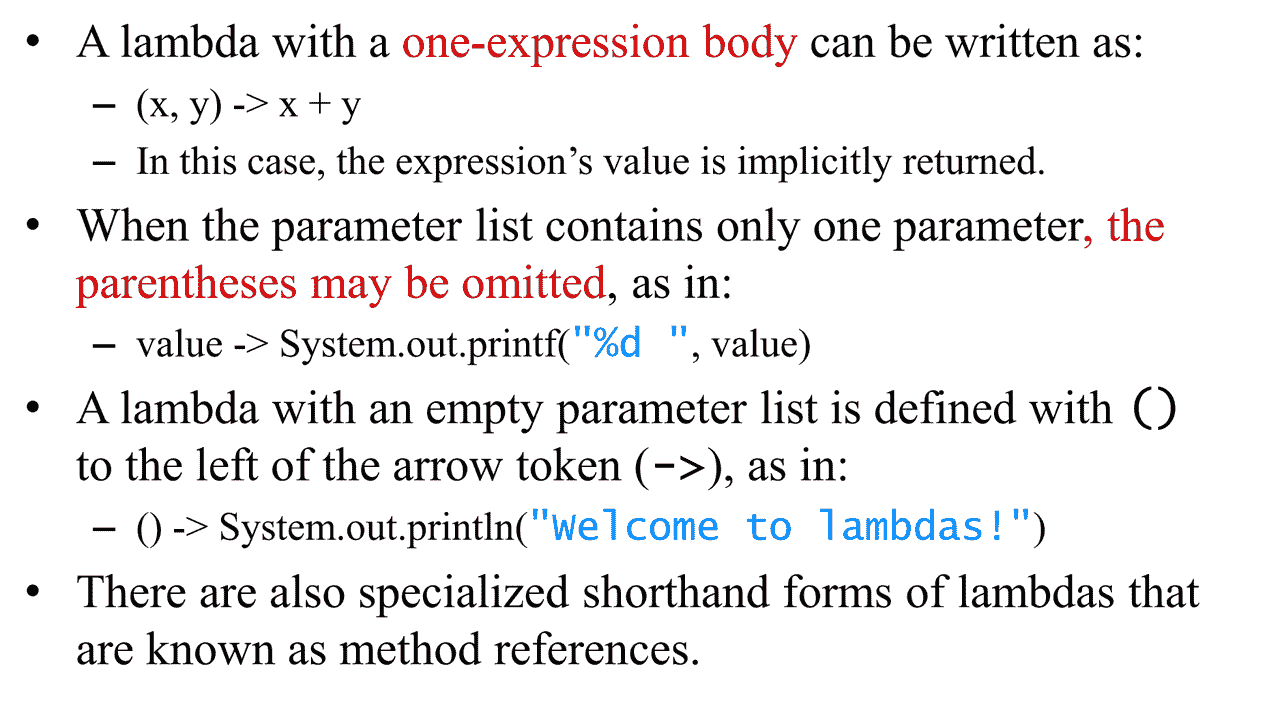 • A lambda with a one-expression body can be written as:
– (x, y) -> x + y
– In this case, the expression’s value is implicitly returned.
• When the parameter list contains only one parameter, the
parentheses may be omitted, as in:
– value -> System.out.printf("%d ", value)
• A lambda with an empty parameter list is defined with ()
to the left of the arrow token (->), as in:
– () -> System.out.println("Welcome to lambdas!")
• There are also specialized shorthand forms of lambdas that
are known as method references.